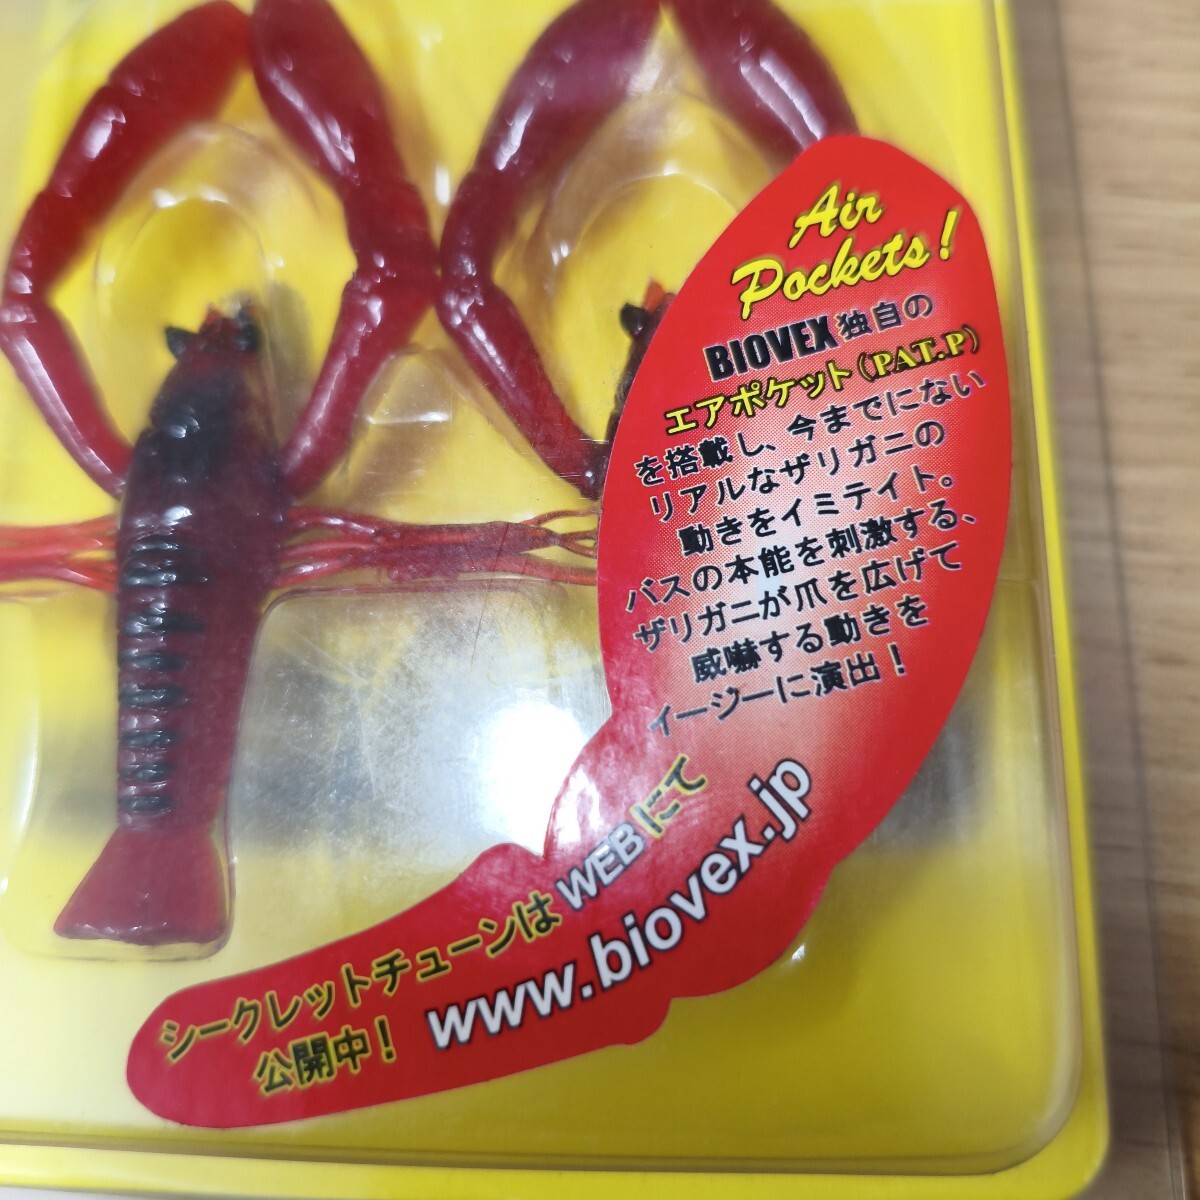 Air
Pockets!
BIOVEX独自の
エアポケット(PAT.P)
を搭載し、今までにない
リアルなザリガニの
動きをイミテイト。
バスの本能を刺激する、
ザリガニが爪を広げて
威嚇する動きを
イージーに演出！
シークレットチューンはWEBにて
公開中！ www.biovex.jp